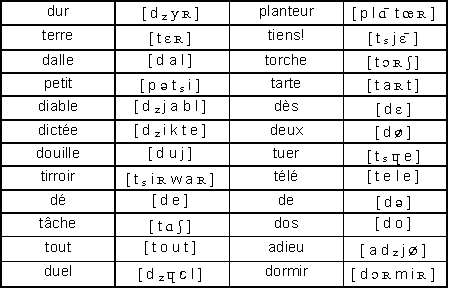 dur [dzyʀ] planteur [plɑ̄tœʀ]
terre [tɛʀ] tiens! [tsjɛ̄]
dalle [dal] torche [tɔʀʃ]
petit [pətsi] tarte [taʀt]
diable [dzjabl] dès [dɛ]
dictée [dzikte] deux [dø]
douille [duj] tuer [tsɥe]
tirroir [tsiʀwaʀ] télé [tele]
dé [de] de [də]
tâche [tɑʃ] dos [do]
tout [tout] adieu [adzjø]
duel [dzɥɛl] dormir [dɔʀmiʀ]